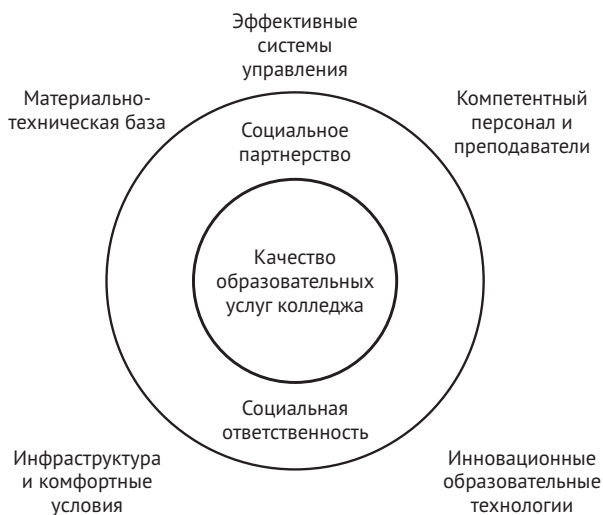 Эффективные
системы
управления
Материально-
техническая база
Компетентный
персонал и
преподаватели
Социальное
партнерство
Качество
образовательных
услуг колледжа
Социальная
ответственность
Инфраструктура
и комфортные
условия
Инновационные
образовательные
технологии